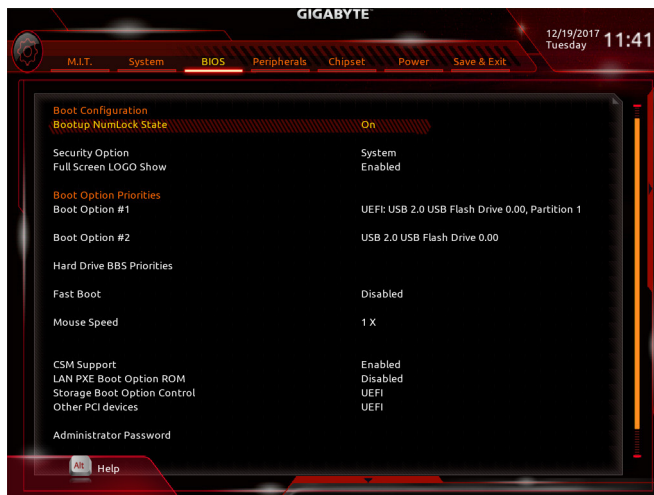 GIGABYTE™
12/19/2017 11:41
Tuesday
M.I.T. System BIOS Peripherals Chipset Power Save & Exit
Boot Configuration
Bootup NumLock State On
Security Option System
Full Screen LOGO Show Enabled
Boot Option Priorities
Boot Option #1 UEFI: USB 2.0 USB Flash Drive 0.00, Partition 1
Boot Option #2 USB 2.0 USB Flash Drive 0.00
Hard Drive BBS Priorities
Fast Boot Disabled
Mouse Speed 1 X
CSM Support Enabled
LAN PXE Boot Option ROM Disabled
Storage Boot Option Control UEFI
Other PCI devices UEFI
Administrator Password
Alt Help